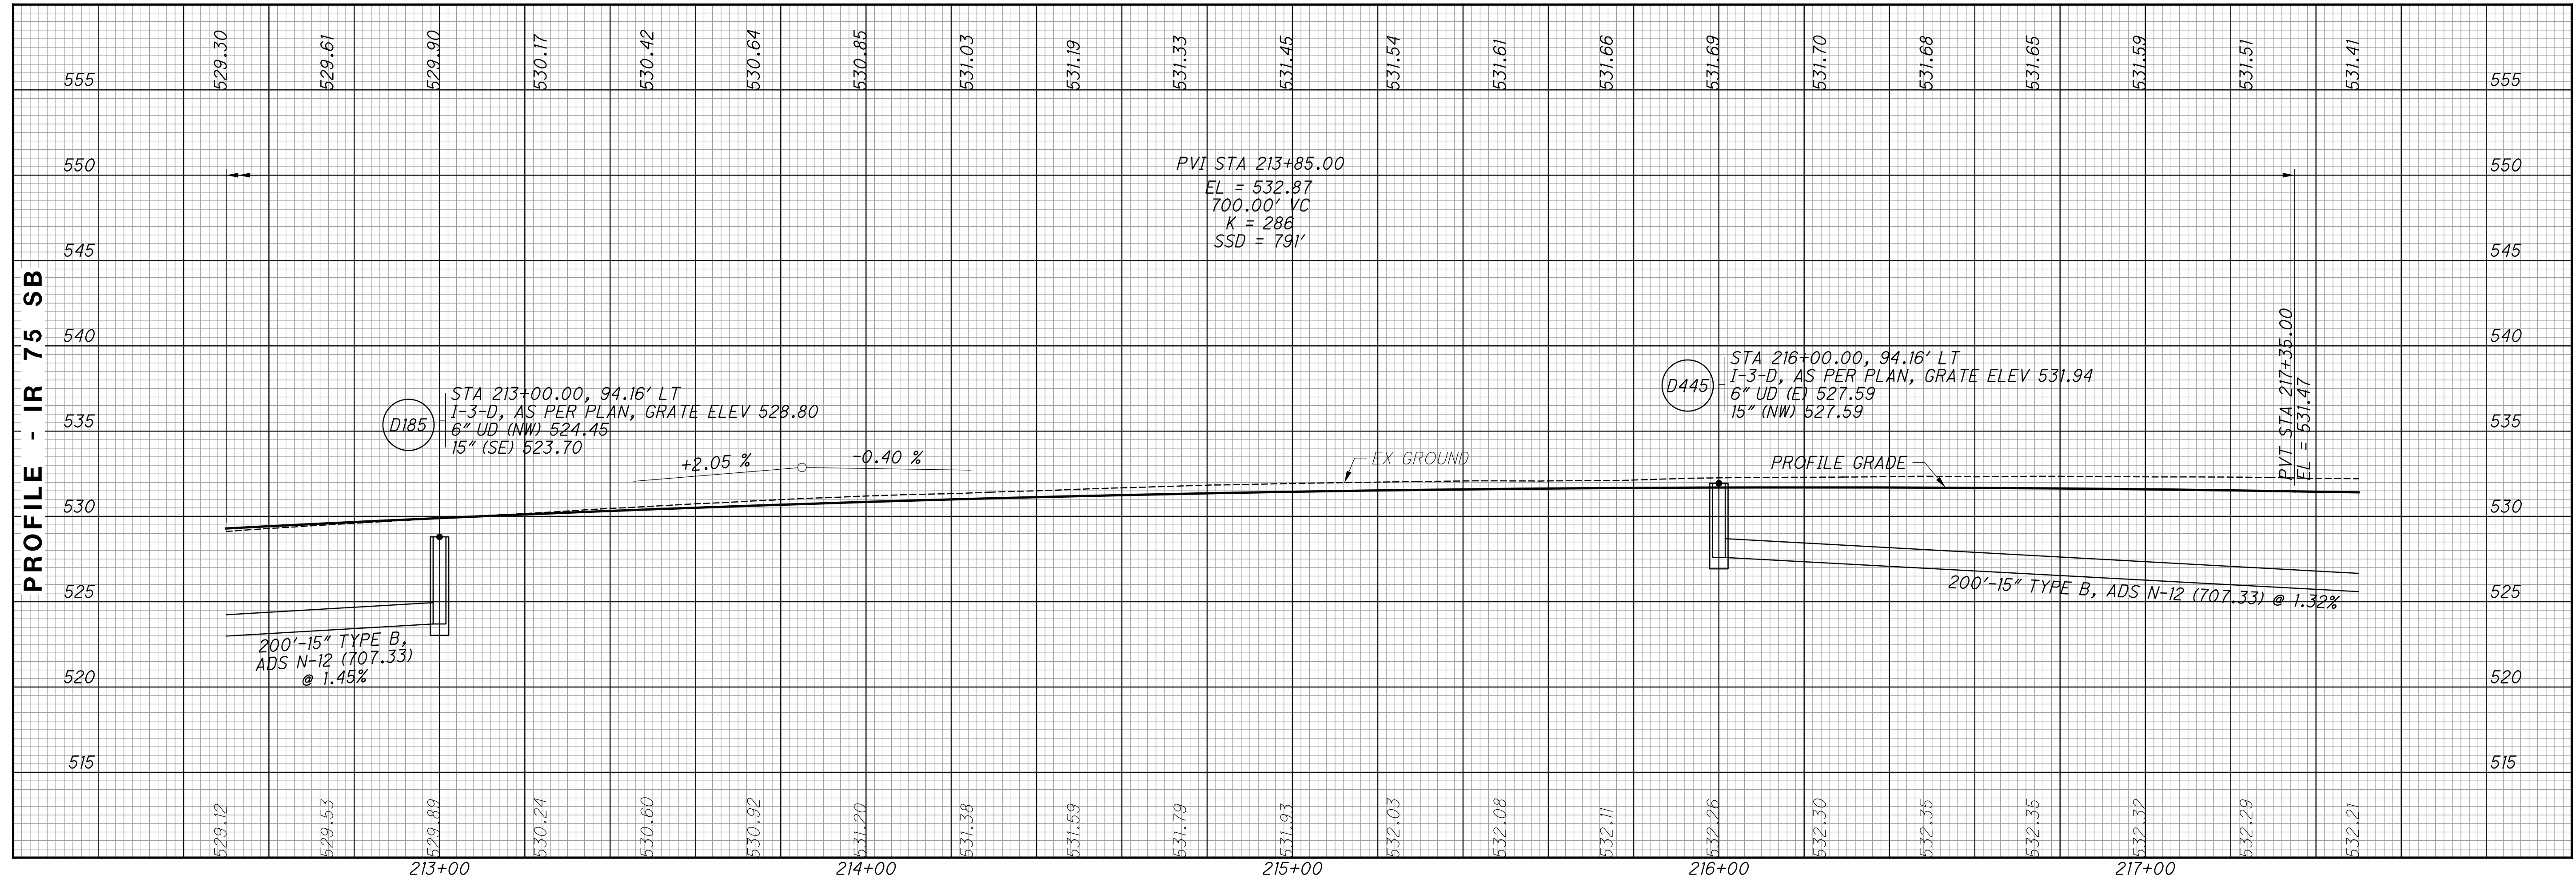 529.30 529.61 529.90 530.17 530.42 530.64 530.85 531.03 531.19 531.33 531.45 531.54 531.61 531.66 531.69 531.70 531.68 531.65 531.59 531.51 531.41
555 555
550 550
545 545
540 540
535 535
530 530
525 525
520 520
515 515
PROFILE - IR 75 SB
PVI STA 213+85.00
EL = 532.87
700.00' VC
K = 286
SSD = 791'
D185
STA 213+00.00, 94.16' LT
I-3-D, AS PER PLAN, GRATE ELEV 528.80
6" UD (NW) 524.45
15" (SE) 523.70
+2.05 %
-0.40 %
EX GROUND
D445
STA 216+00.00, 94.16' LT
I-3-D, AS PER PLAN, GRATE ELEV 531.94
6" UD (E) 527.59
15" (NW) 527.59
PROFILE GRADE
PVT STA 217+35.00
EL = 531.47
200'-15" TYPE B,
ADS N-12 (707.33)
@ 1.45%
200'-15" TYPE B, ADS N-12 (707.33) @ 1.32%
529.12 529.53 529.89 530.24 530.60 530.92 531.20 531.38 531.59 531.79 531.93 532.03 532.08 532.11 532.26 532.30 532.35 532.35 532.32 532.29 532.21
213+00 214+00 215+00 216+00 217+00